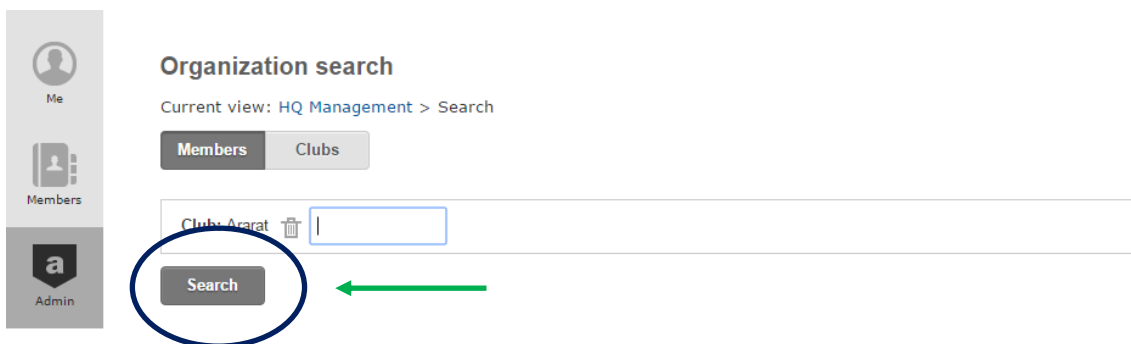 Me
Members
a
Admin
Organization search
Current view: HQ Management > Search
Members Clubs
Club: Ararat
Search